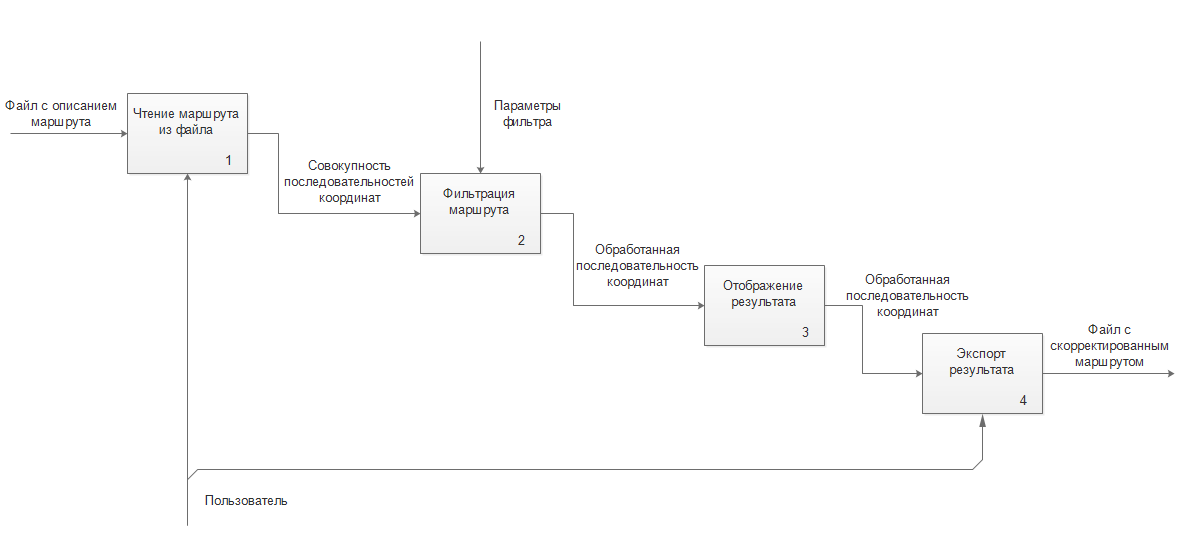 Файл с описанием
маршрута
Чтение маршрута
из файла
1
Параметры
фильтра
Совокупность
последовательностей
координат
Фильтрация
маршрута
2
Обработанная
последовательность
координат
Отображение
результата
3
Обработанная
последовательность
координат
Экспорт
результата
4
Файл с
скорректированным
маршрутом
Пользователь